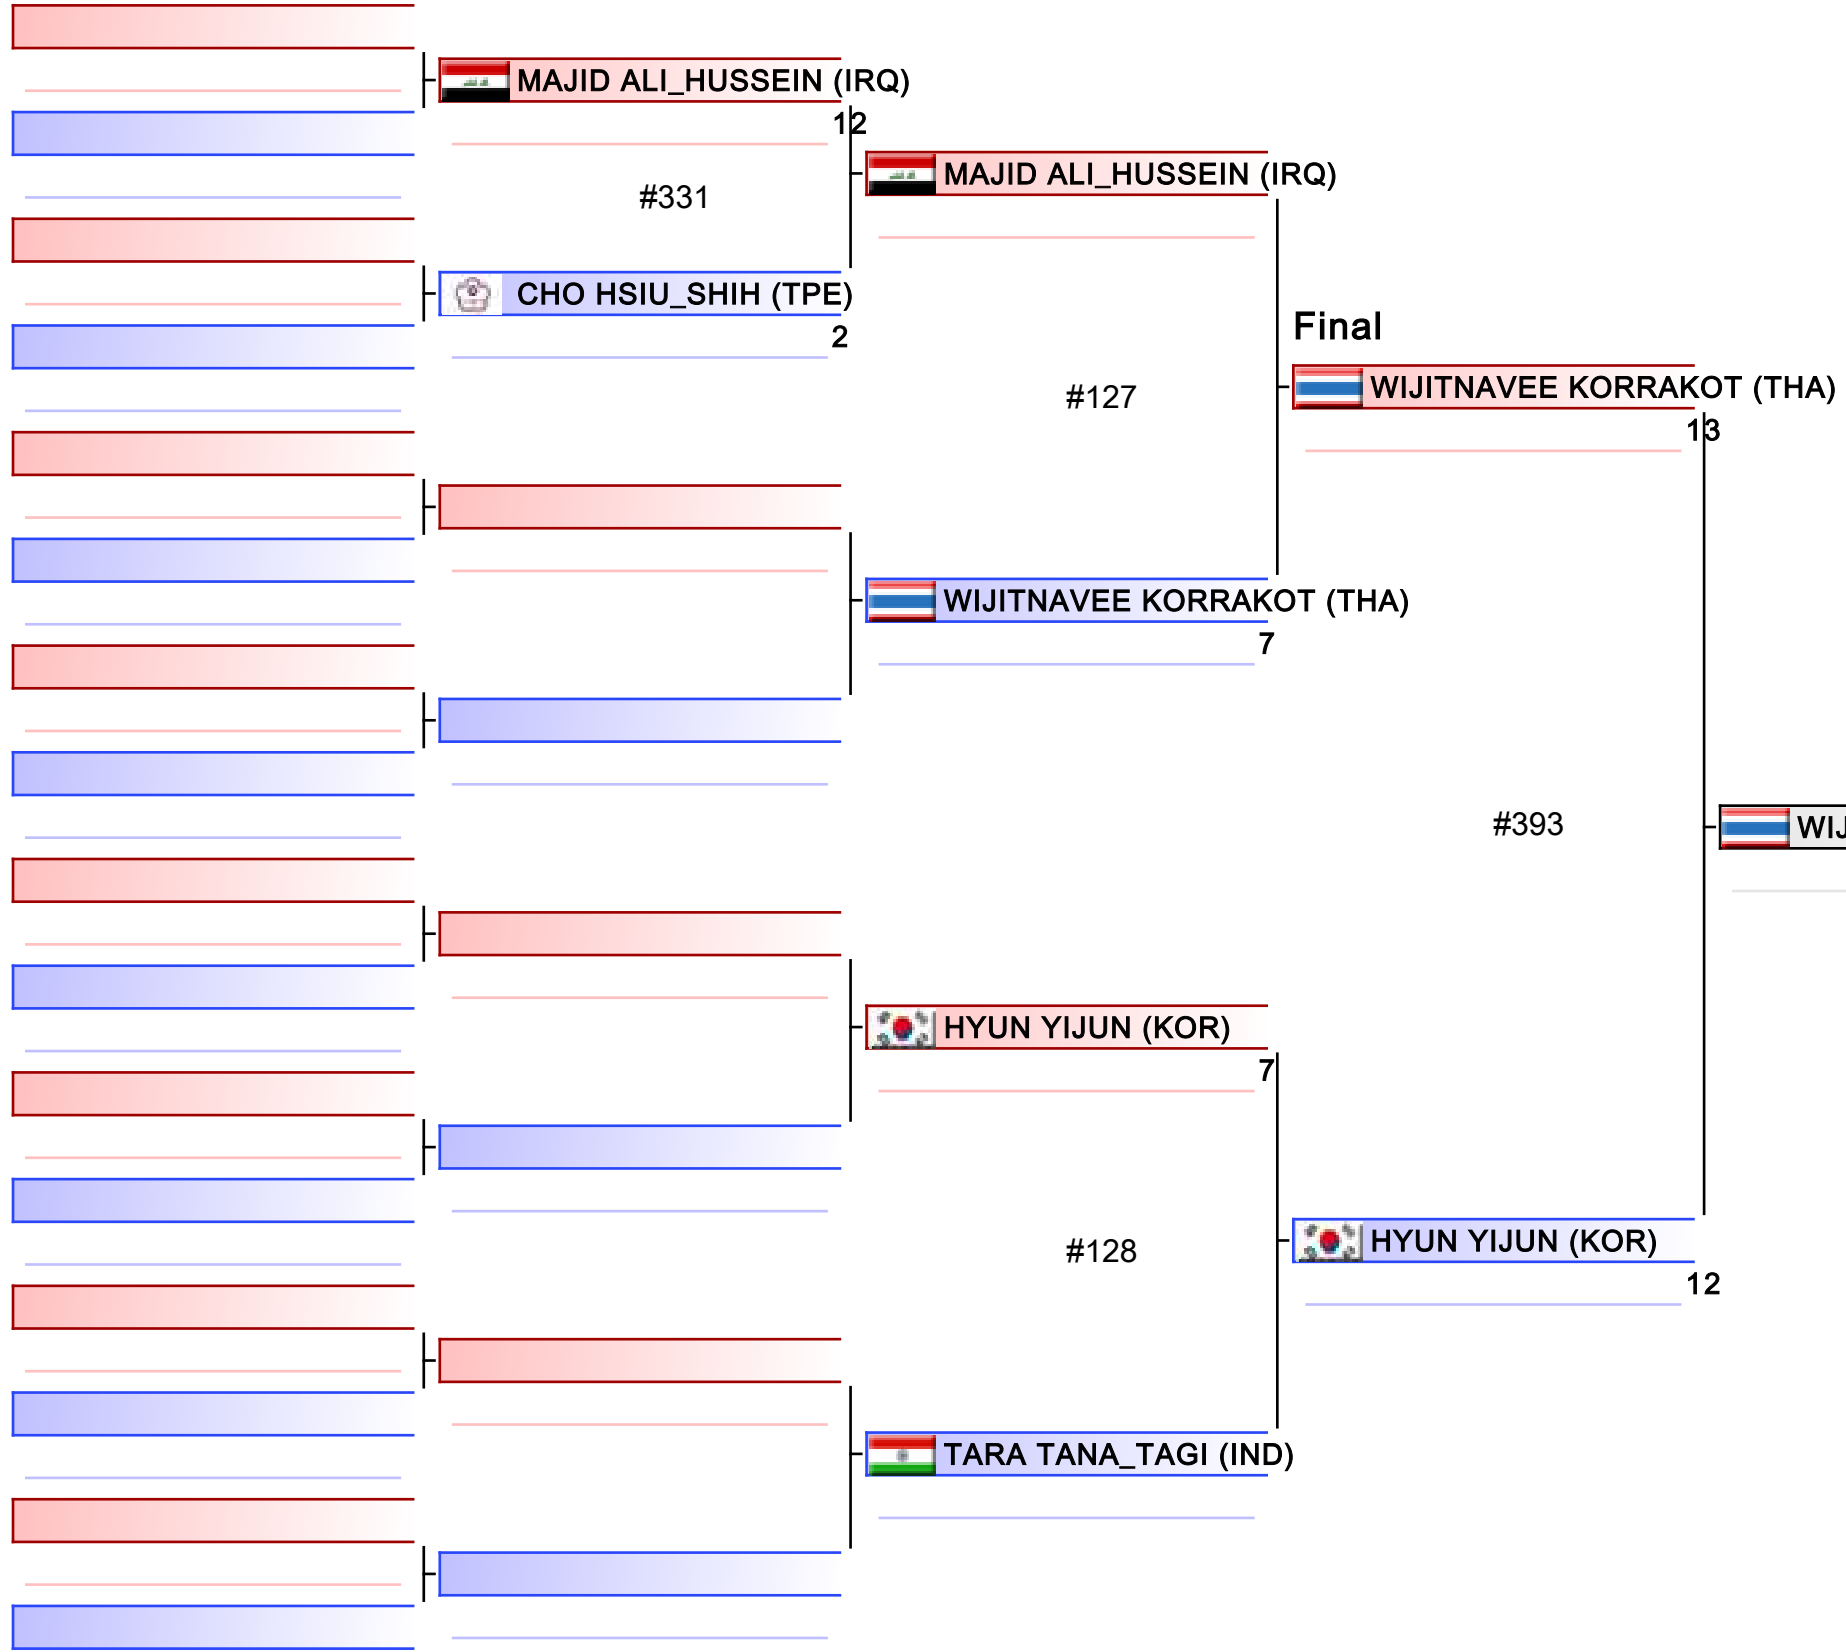 MAJID ALI_HUSSEIN (IRQ)
12
MAJID ALI_HUSSEIN (IRQ)
#331
CHO HSIU_SHIH (TPE)
2
Final
WIJITNAVEE KORRAKOT (THA)
#127
13
WIJITNAVEE KORRAKOT (THA)
7
#393
WIJ
HYUN YIJUN (KOR)
7
#128
HYUN YIJUN (KOR)
12
TARA TANA_TAGI (IND)